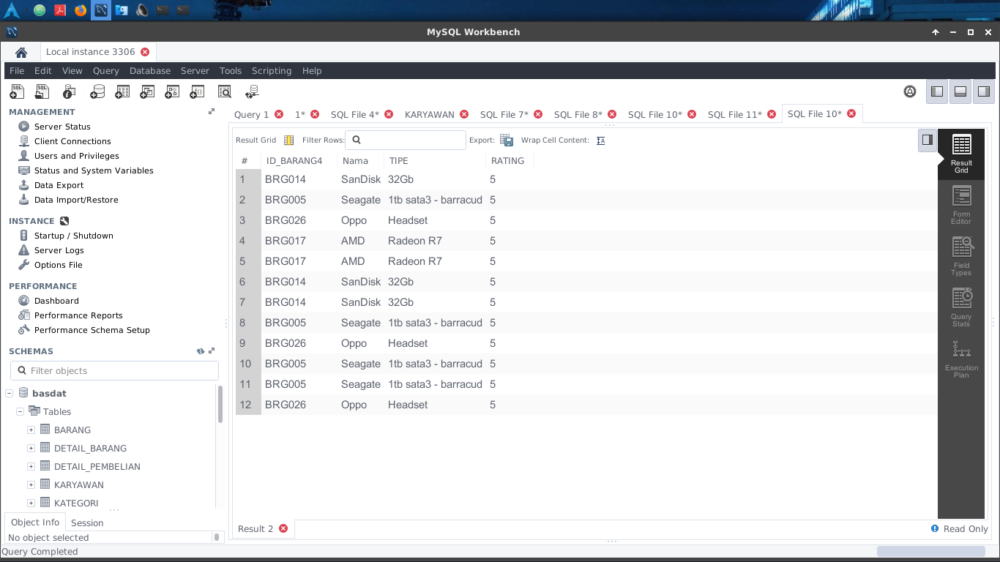 MySQL Workbench
Local instance 3306
File Edit View Query Database Server Tools Scripting Help
MANAGEMENT
Server Status
Client Connections
Users and Privileges
Status and System Variables
Data Export
Data Import/Restore
INSTANCE
Startup / Shutdown
Server Logs
Options File
PERFORMANCE
Dashboard
Performance Reports
Performance Schema Setup
SCHEMAS
Filter objects
basdat
Tables
BARANG
DETAIL_BARANG
DETAIL_PEMBELIAN
KARYAWAN
KATEGORI
Object Info Session
No object selected
Query 1 1* SQL File 4* KARYAWAN SQL File 7* SQL File 8* SQL File 10* SQL File 11* SQL File 10*
Result Grid Filter Rows: Export: Wrap Cell Content:
# ID_BARANG4 Nama TIPE RATING
1 BRG014 SanDisk 32Gb 5
2 BRG005 Seagate 1tb sata3 - barracud 5
3 BRG026 Oppo Headset 5
4 BRG017 AMD Radeon R7 5
5 BRG017 AMD Radeon R7 5
6 BRG014 SanDisk 32Gb 5
7 BRG014 SanDisk 32Gb 5
8 BRG005 Seagate 1tb sata3 - barracud 5
9 BRG026 Oppo Headset 5
10 BRG005 Seagate 1tb sata3 - barracud 5
11 BRG005 Seagate 1tb sata3 - barracud 5
12 BRG026 Oppo Headset 5
Result
Grid
Form
Editor
Field
Types
Query
Stats
Execution
Plan
Result 2
Read Only
Query Completed